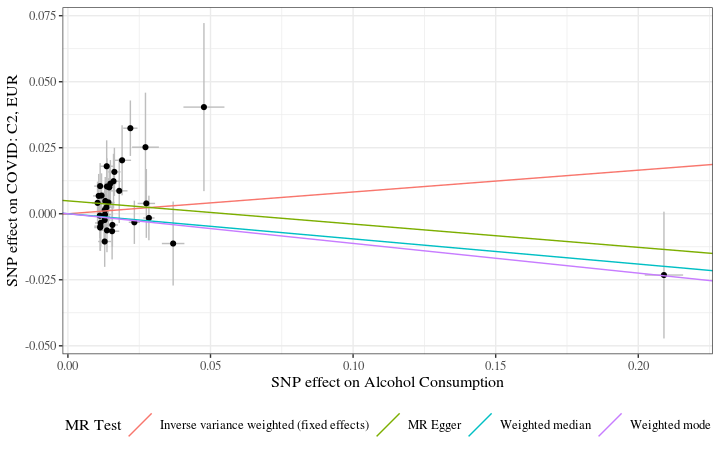 0.075
0.050
0.025
0.000
-0.025
-0.050
SNP effect on COVID: C2, EUR
0.00 0.05 0.10 0.15 0.20
SNP effect on Alcohol Consumption
MR Test Inverse variance weighted (fixed effects) MR Egger Weighted median Weighted mode